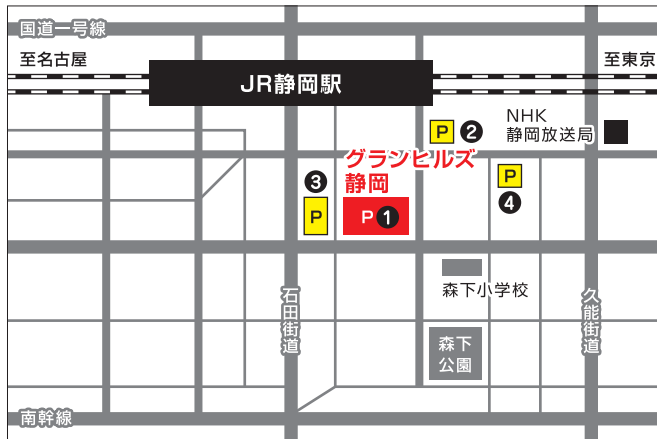 国道一号線
至名古屋
至東京
JR静岡駅
NHK
静岡放送局
P ❷
グランヒルズ
静岡
❸
P
P ❶
P
❹
森下小学校
石田街道
久能街道
森下
公園
南幹線